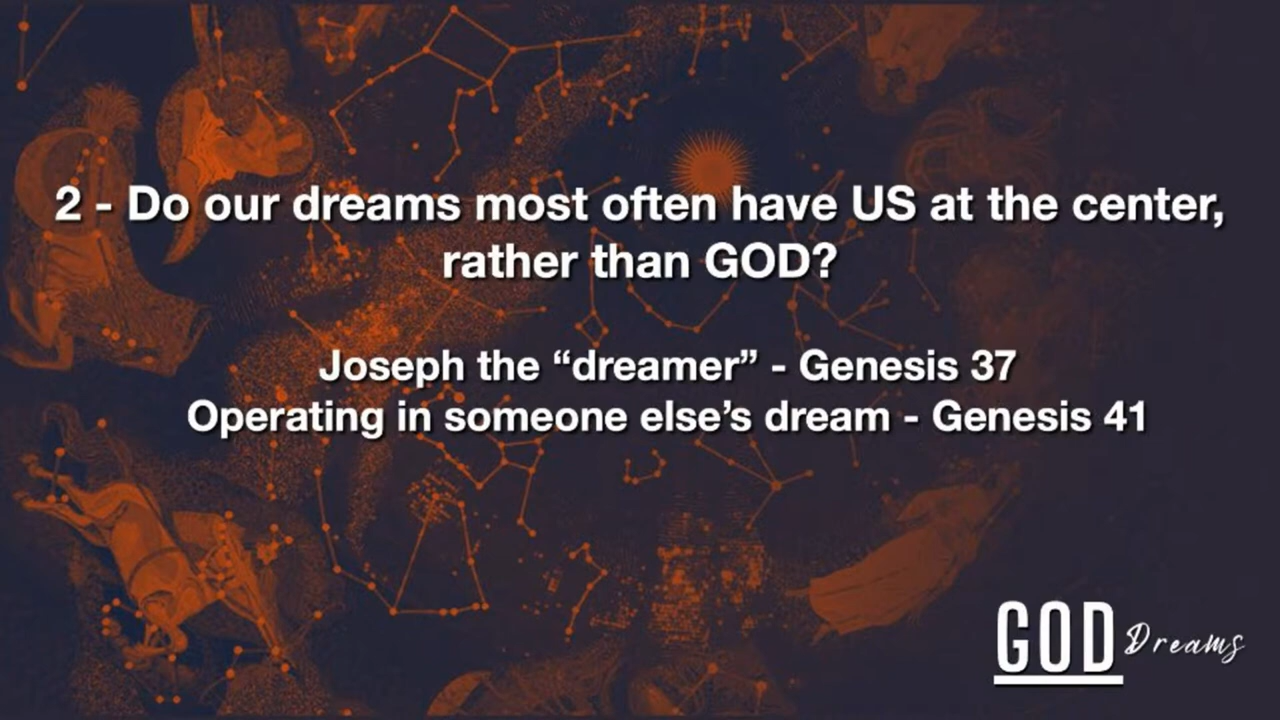 2 - Do our dreams most often have US at the center,
rather than GOD?
Joseph the “dreamer” - Genesis 37
Operating in someone else’s dream - Genesis 41
GOD Dreams